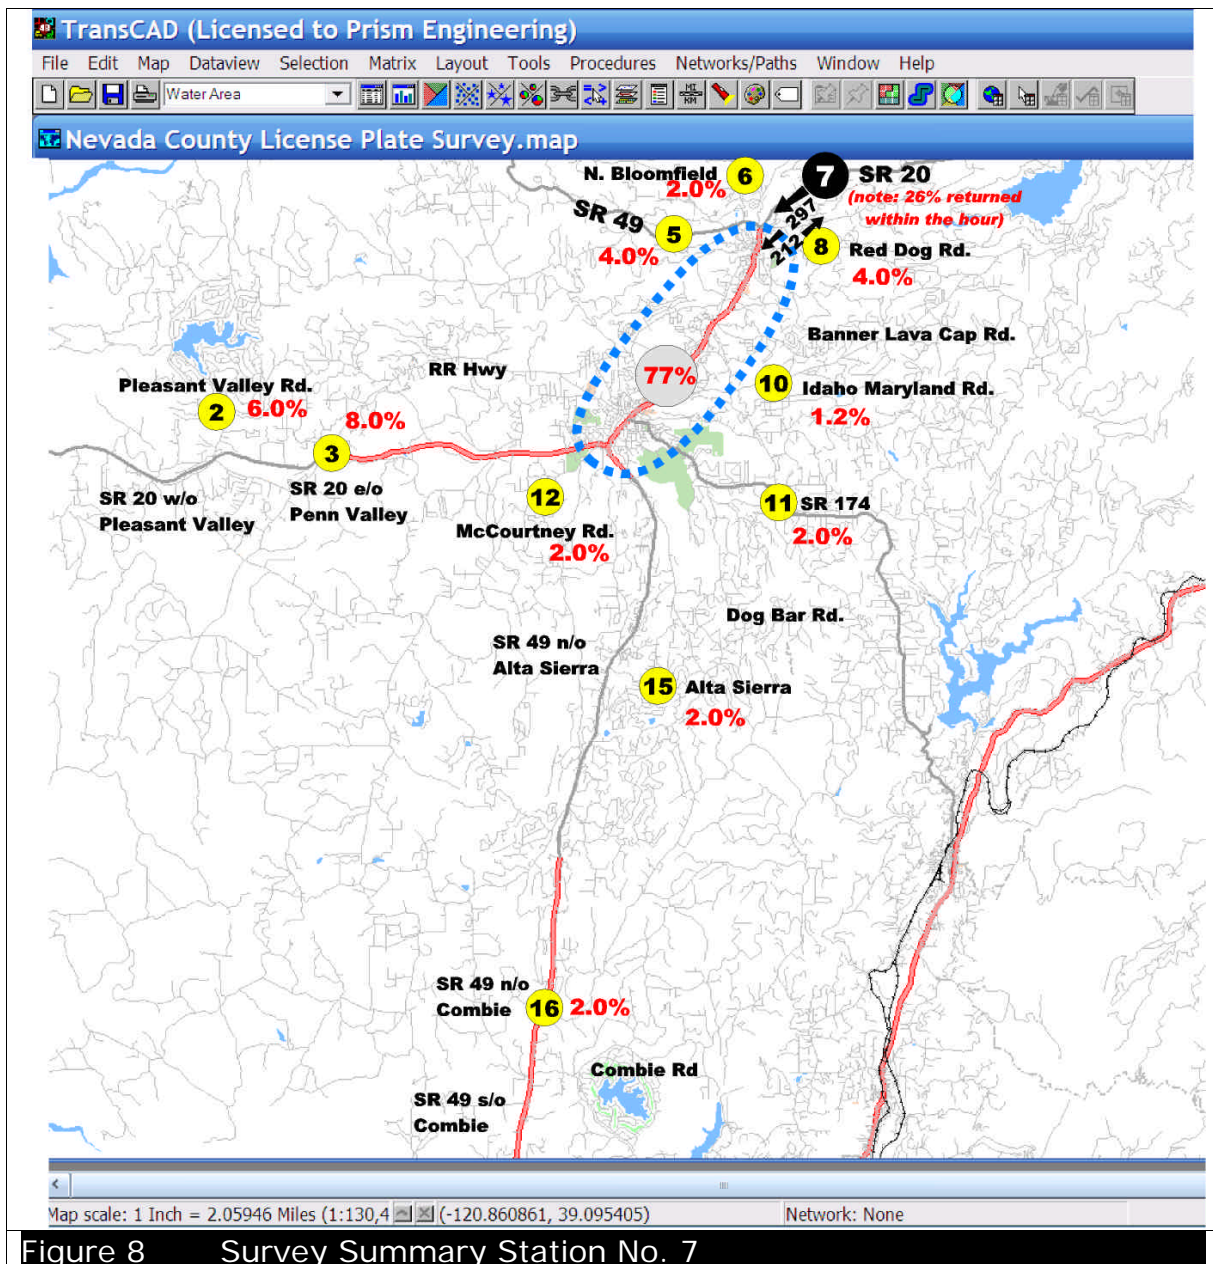 TransCAD (Licensed to Prism Engineering)
File Edit Map Dataview Selection Matrix Layout Tools Procedures Networks/Paths Window Help
Water Area
MI
KM
Nevada County License Plate Survey.map
N. Bloomfield 6
2.0%
7 SR 20
(note: 26% returned
within the hour)
297
212
SR 49
5
4.0%
8 Red Dog Rd.
4.0%
Banner Lava Cap Rd.
RR Hwy
77%
10 Idaho Maryland Rd.
1.2%
Pleasant Valley Rd.
2 6.0%
8.0%
3
SR 20 w/o
Pleasant Valley
SR 20 e/o
Penn Valley
12
McCourtney Rd.
2.0%
11 SR 174
2.0%
Dog Bar Rd.
SR 49 n/o
Alta Sierra
15 Alta Sierra
2.0%
SR 49 n/o
Combie
16 2.0%
Combie Rd
SR 49 s/o
Combie
Map scale: 1 Inch = 2.05946 Miles (1:130,4 (-120.860861, 39.095405) Network: None
Figure 8 Survey Summary Station No. 7